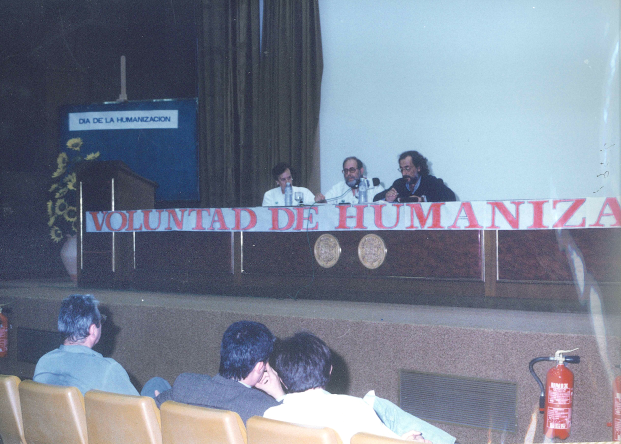 DIA DE LA HUMANIZACION
VOLUNTAD DE HUMANIZA